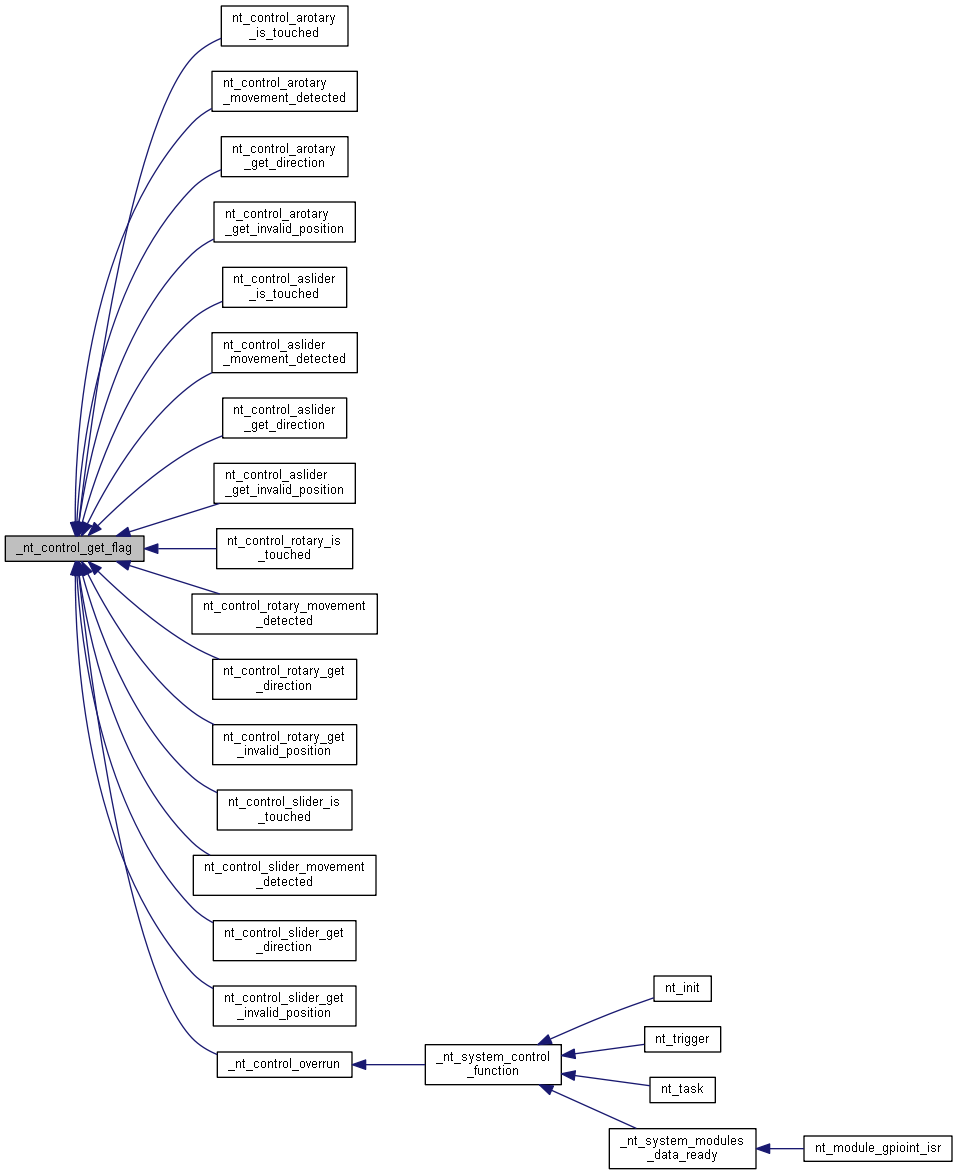 nt_control_arotary
_is_touched
nt_control_arotary
_movement_detected
nt_control_arotary
_get_direction
nt_control_arotary
_get_invalid_position
nt_control_aslider
_is_touched
nt_control_aslider
_movement_detected
nt_control_aslider
_get_direction
nt_control_aslider
_get_invalid_position
_nt_control_get_flag
nt_control_rotary_is
_touched
nt_control_rotary_movement
_detected
nt_control_rotary_get
_direction
nt_control_rotary_get
_invalid_position
nt_control_slider_is
_touched
nt_control_slider_movement
_detected
nt_control_slider_get
_direction
nt_control_slider_get
_invalid_position
_nt_control_overrun
_nt_system_control
_function
nt_init
nt_trigger
nt_task
_nt_system_modules
_data_ready
nt_module_gpioint_isr